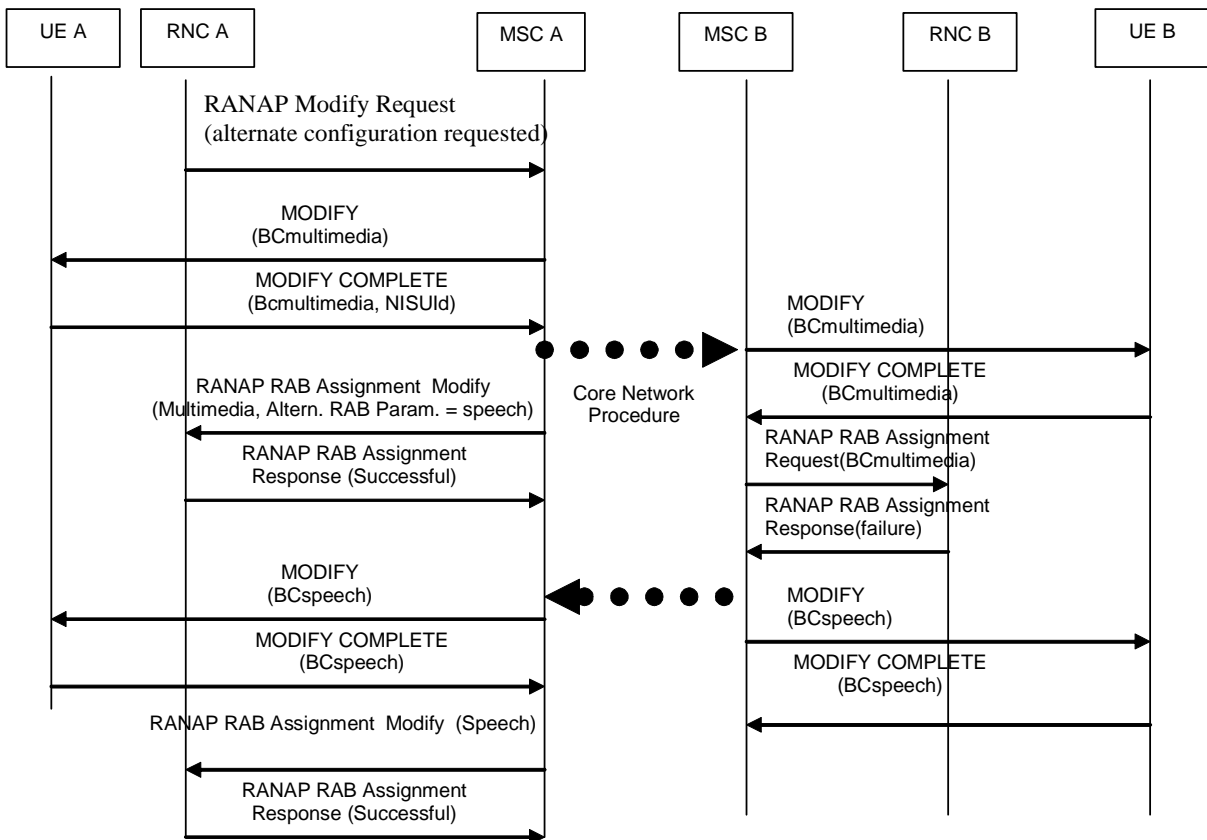 UE A
RNC A
MSC A
MSC B
RNC B
UE B
RANAP Modify Request
(alternate configuration requested)
MODIFY
(BCmultimedia)
MODIFY COMPLETE
(Bcmultimedia, NISUId)
MODIFY
(BCmultimedia)
MODIFY COMPLETE
(BCmultimedia)
RANAP RAB Assignment Modify
(Multimedia, Altern. RAB Param. = speech)
Core Network
Procedure
RANAP RAB Assignment
Request(BCmultimedia)
RANAP RAB Assignment
Response (Successful)
RANAP RAB Assignment
Response(failure)
MODIFY
(BCspeech)
MODIFY
(BCspeech)
MODIFY COMPLETE
(BCspeech)
MODIFY COMPLETE
(BCspeech)
RANAP RAB Assignment Modify (Speech)
RANAP RAB Assignment
Response (Successful)